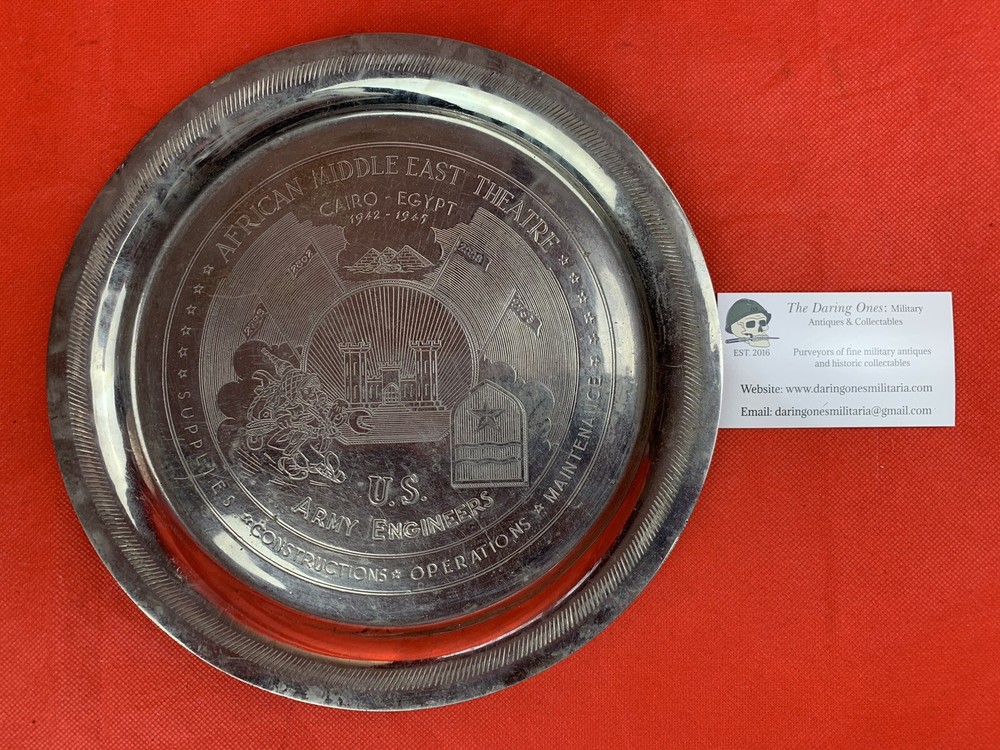 AFRICAN MIDDLE EAST THEATRE
CAIRO - EGYPT
1942 - 1945
U.S.
ARMY ENGINEERS
SUPPLIES ☆ CONSTRUCTIONS ☆ OPERATIONS ☆ MAINTENANCE
The Daring Ones: Military
Antiques & Collectables
EST. 2016
Purveyors of fine military antiques
and historic collectables
Website: www.daringonesmilitaria.com
Email: daringonesmilitaria@gmail.com